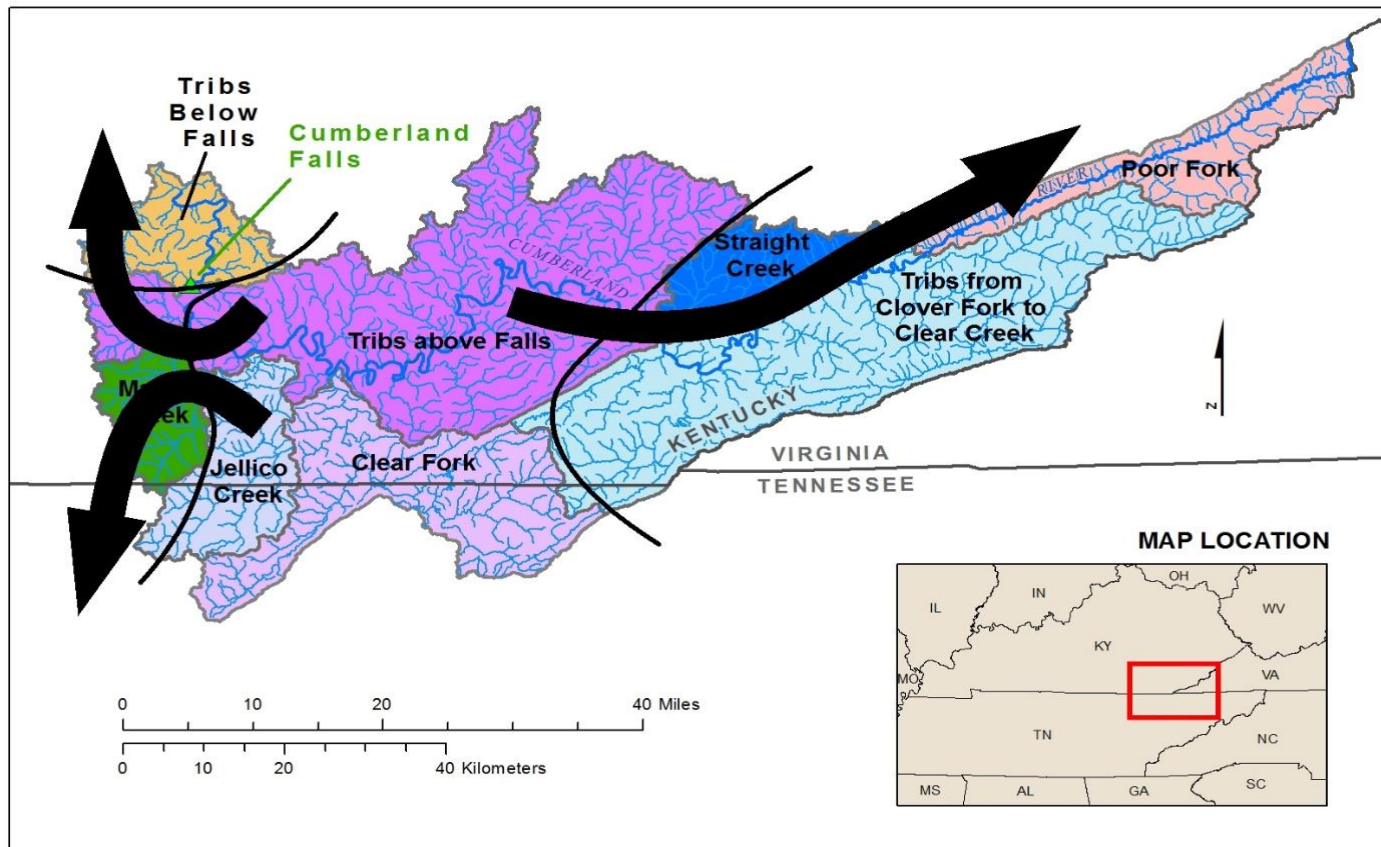 Tribs
Below
Falls
Cumberland
Falls
Poor Fork
RIVER
Straight
Creek
CUMBERLAND
Tribs from
Clover Fork to
Clear Creek
Tribs above Falls
Jellico
Creek
Clear Fork
KENTUCKY
VIRGINIA
TENNESSEE
N
MAP LOCATION
OH
IL
IN
WV
KY
MO
VA
TN
NC
MS
AL
GA
SC
0 10 20 40 Miles
0 10 20 40 Kilometers